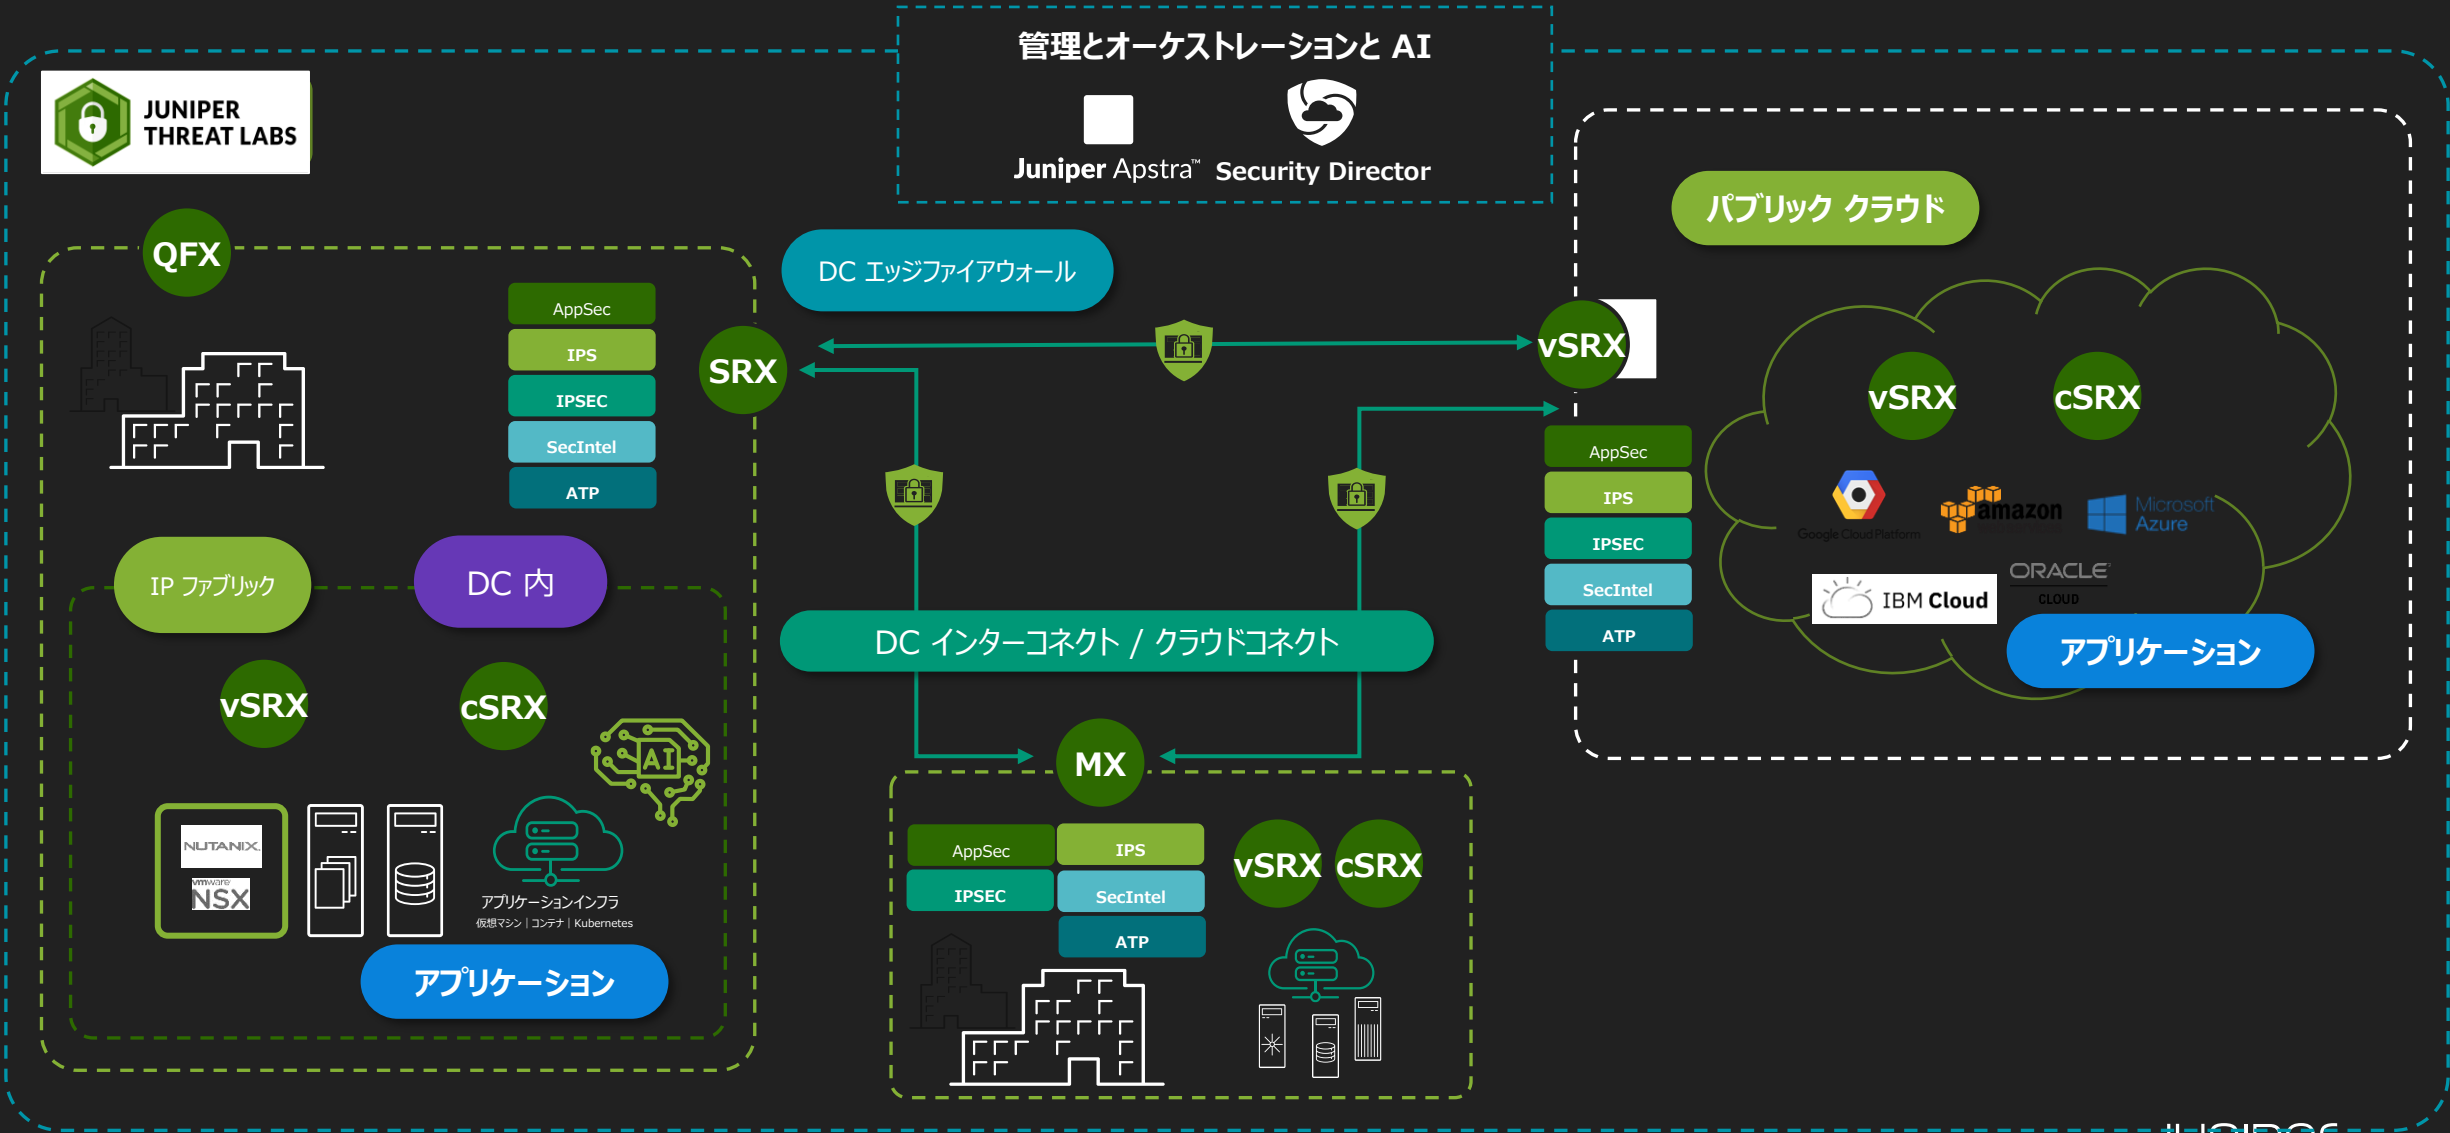 管理とオーケストレーションと AI
Juniper Apstra™
Security Director
JUNIPER
THREAT LABS
QFX
AppSec
IPS
IPSEC
SecIntel
ATP
SRX
DC エッジファイアウォール
IP ファブリック
DC 内
vSRX
cSRX
AI
NUTANIX
vmware
NSX
アプリケーションインフラ
仮想マシン | コンテナ | Kubernetes
アプリケーション
DC インターコネクト / クラウドコネクト
MX
AppSec
IPS
IPSEC
SecIntel
ATP
vSRX
cSRX
パブリック クラウド
vSRX
AppSec
IPS
IPSEC
SecIntel
ATP
vSRX
cSRX
Google Cloud Platform
amazon
Microsoft
Azure
IBM Cloud
ORACLE
CLOUD
アプリケーション